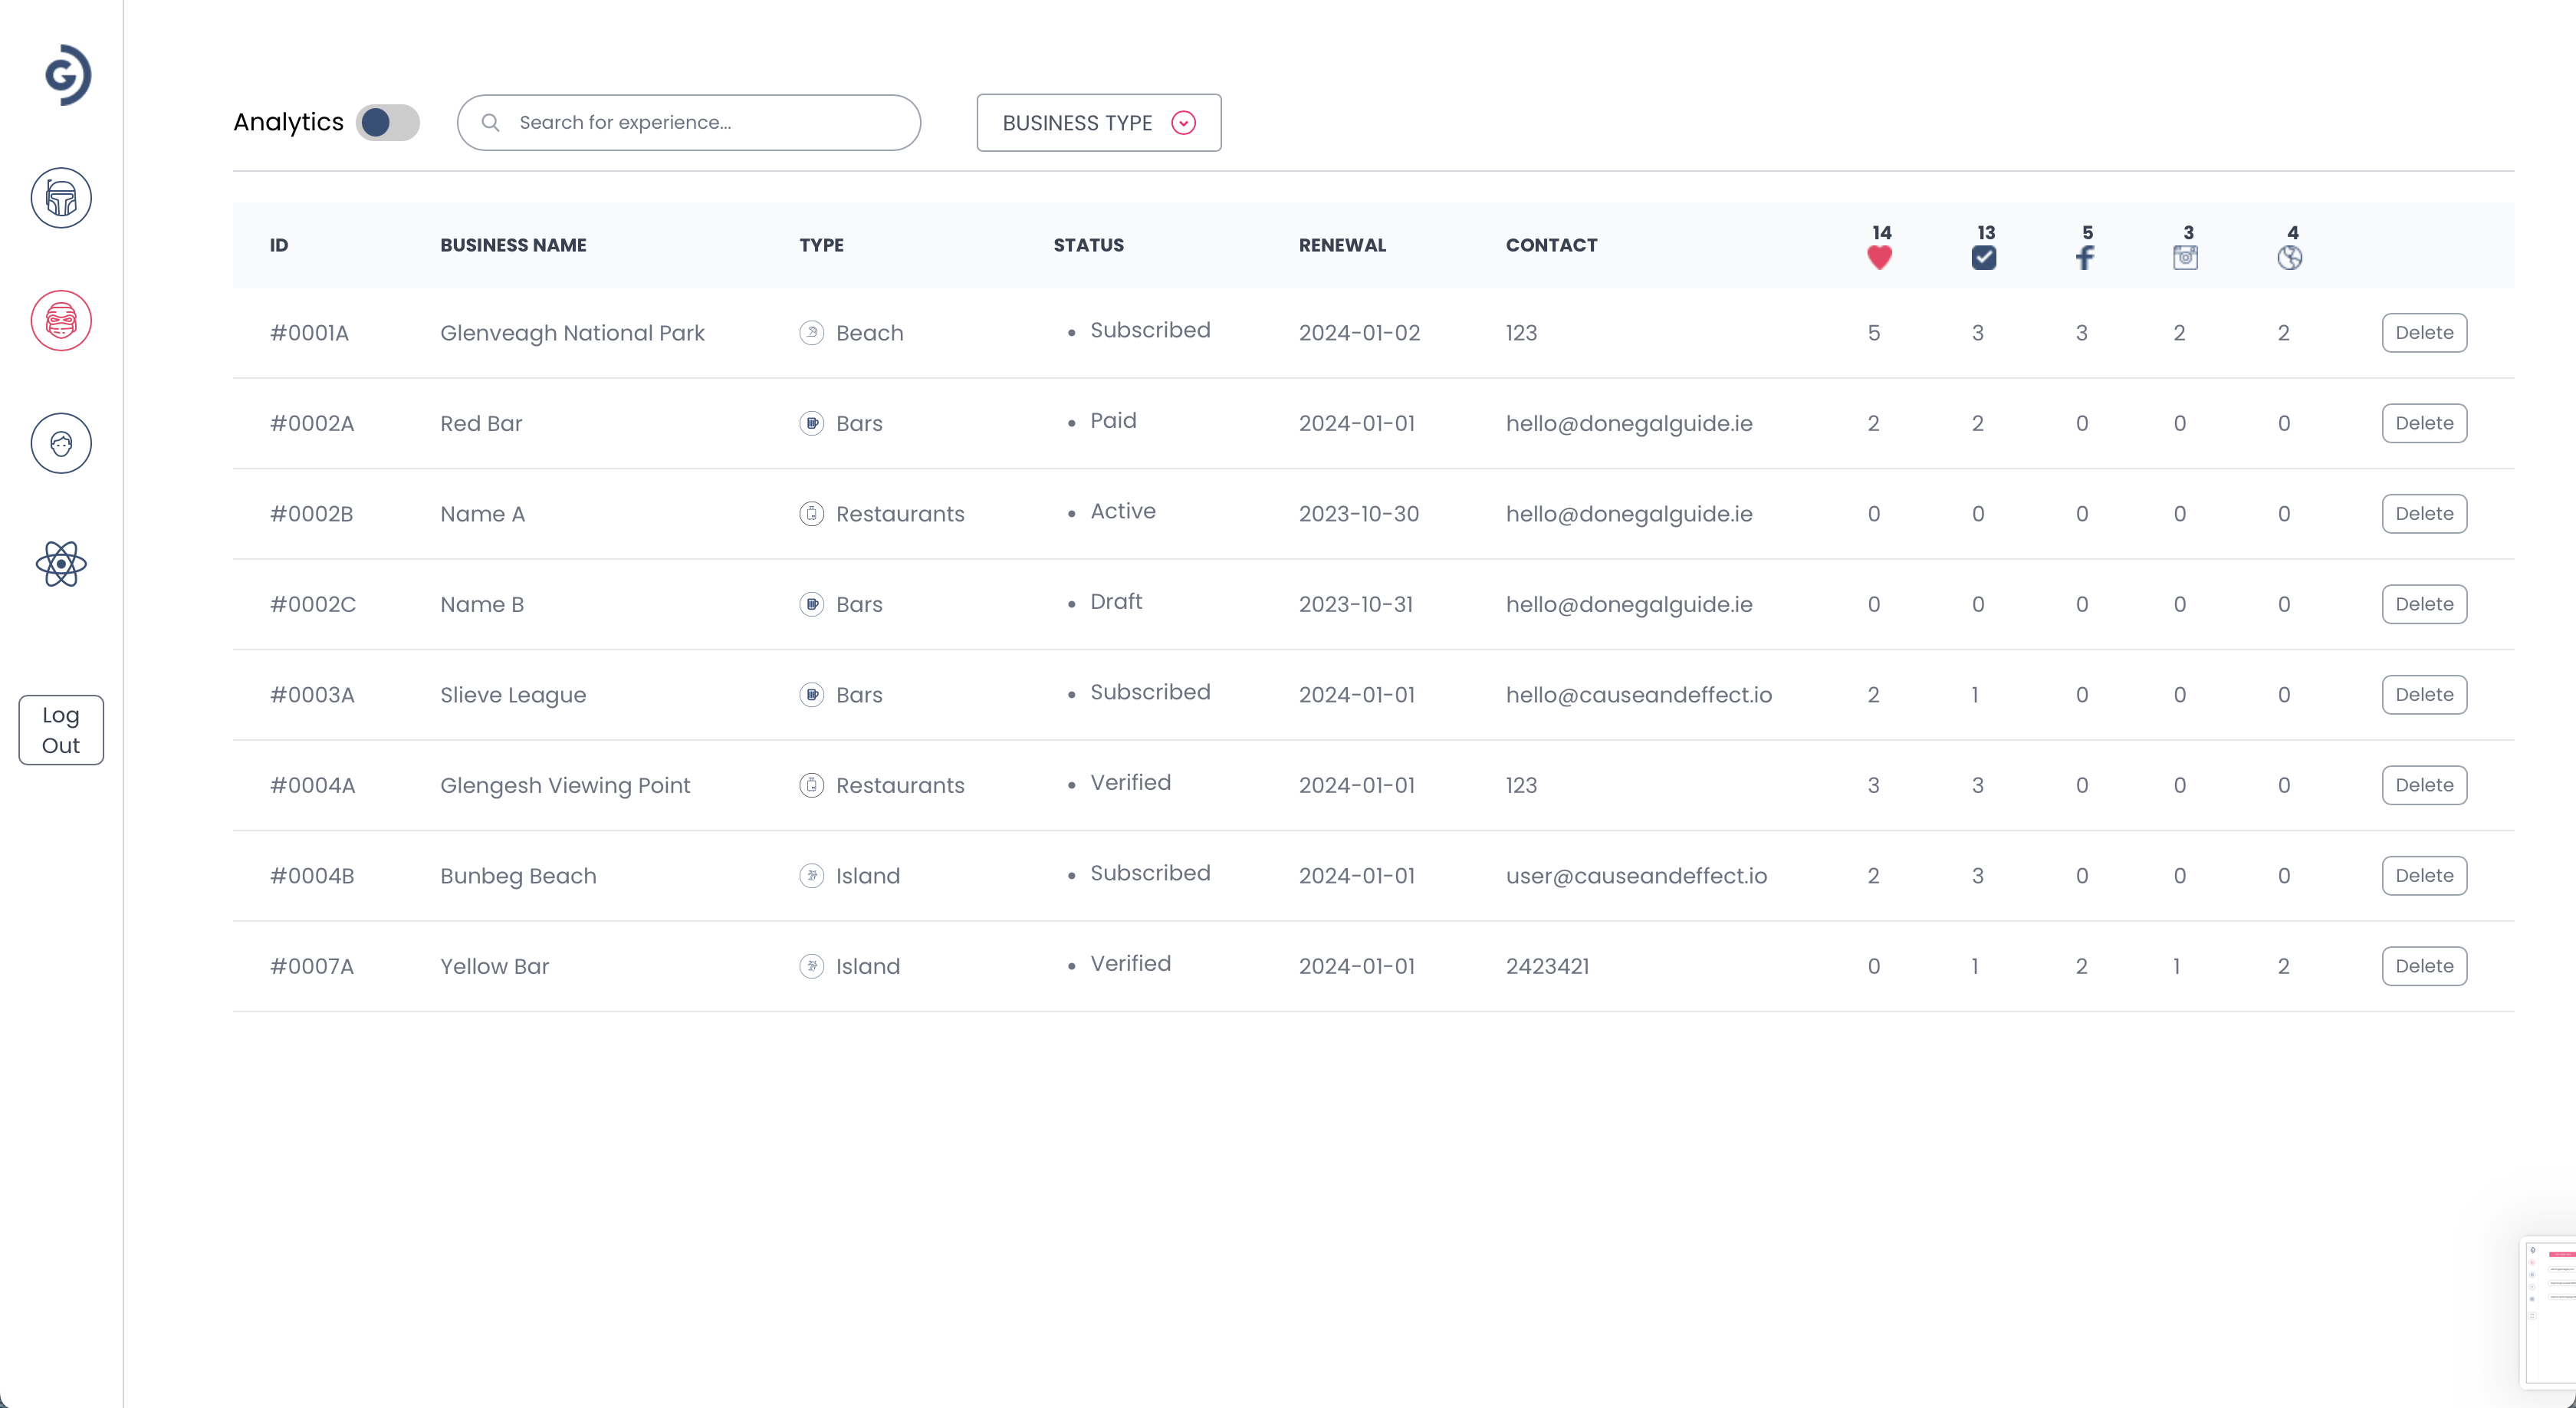 Analytics
Search for experience...
BUSINESS TYPE
ID BUSINESS NAME TYPE STATUS RENEWAL CONTACT 14 13 5 3 4
#0001A Glenveagh National Park Beach • Subscribed 2024-01-02 123 5 3 3 2 2 Delete
#0002A Red Bar Bars • Paid 2024-01-01 hello@donegalguide.ie 2 2 0 0 0 Delete
#0002B Name A Restaurants • Active 2023-10-30 hello@donegalguide.ie 0 0 0 0 0 Delete
#0002C Name B Bars • Draft 2023-10-31 hello@donegalguide.ie 0 0 0 0 0 Delete
#0003A Slieve League Bars • Subscribed 2024-01-01 hello@causeandeffect.io 2 1 0 0 0 Delete
#0004A Glengesh Viewing Point Restaurants • Verified 2024-01-01 123 3 3 0 0 0 Delete
#0004B Bunbeg Beach Island • Subscribed 2024-01-01 user@causeandeffect.io 2 3 0 0 0 Delete
#0007A Yellow Bar Island • Verified 2024-01-01 2423421 0 1 2 1 2 Delete
Log
Out